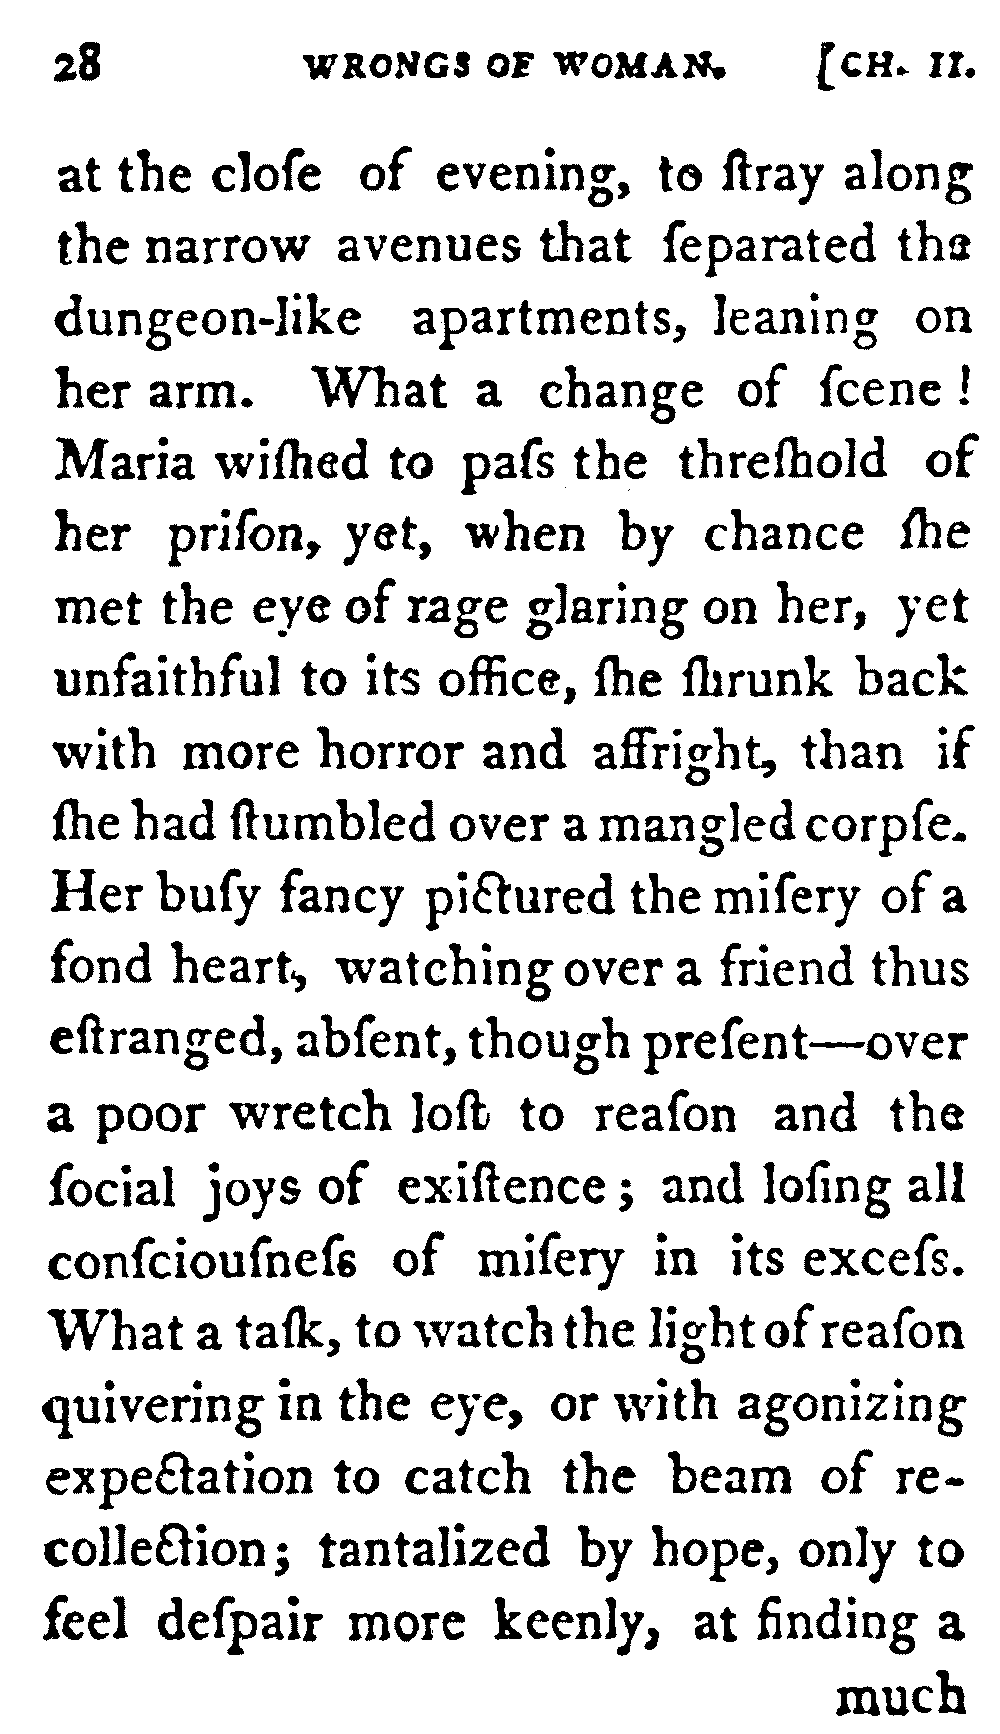 28 WRONGS OF WOMAN. [CH. II.
at the cloſe of evening, to ſtray along
the narrow avenues that ſeparated the
dungeon-like apartments, leaning on
her arm. What a change of ſcene !
Maria wiſhed to paſs the threſhold of
her priſon, yet, when by chance ſhe
met the eye of rage glaring on her, yet
unfaithful to its office, ſhe ſhrunk back
with more horror and affright, than if
ſhe had ſtumbled over a mangled corpſe.
Her buſy fancy pictured the miſery of a
fond heart, watching over a friend thus
eſtranged, abſent, though preſent—over
a poor wretch loſt to reaſon and the
ſocial joys of exiſtence ; and loſing all
conſciouſneſs of miſery in its exceſs.
What a taſk, to watch the light of reaſon
quivering in the eye, or with agonizing
expectation to catch the beam of re-
collection ; tantalized by hope, only to
feel deſpair more keenly, at finding a
much